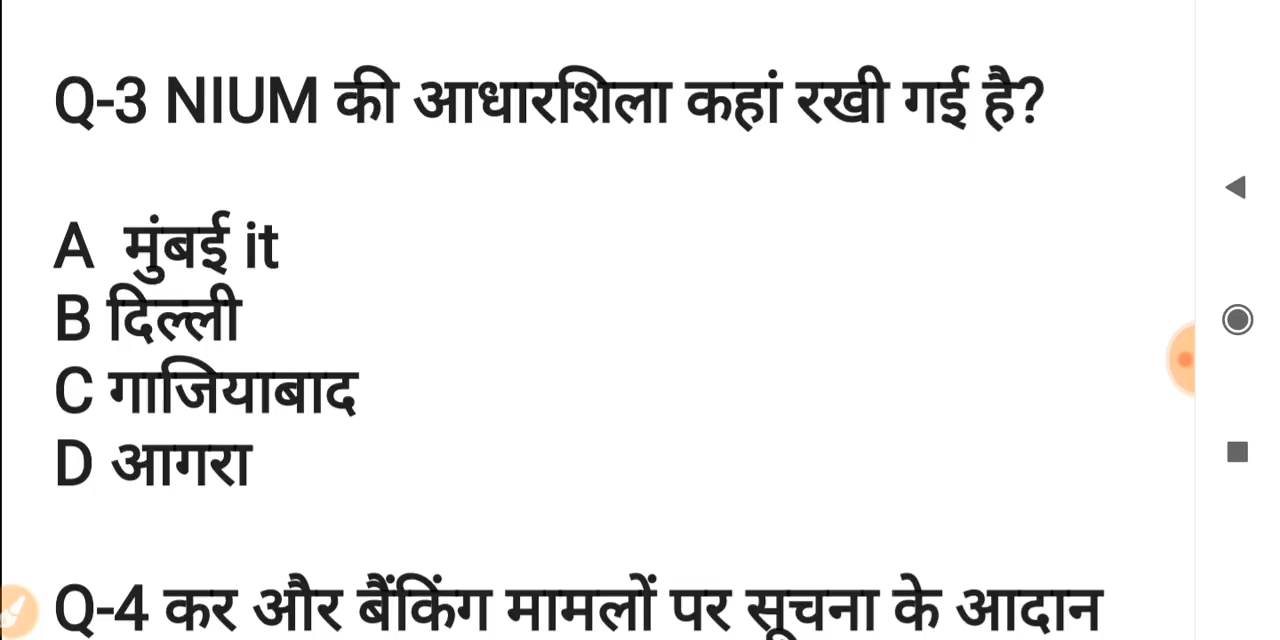 Q-3 NIUM की आधारशिला कहां रखी गई है?
A मुंबई it
B दिल्ली
C गाजियाबाद
D आगरा
Q-4 कर और बैंकिंग मामलों पर सूचना के आदान